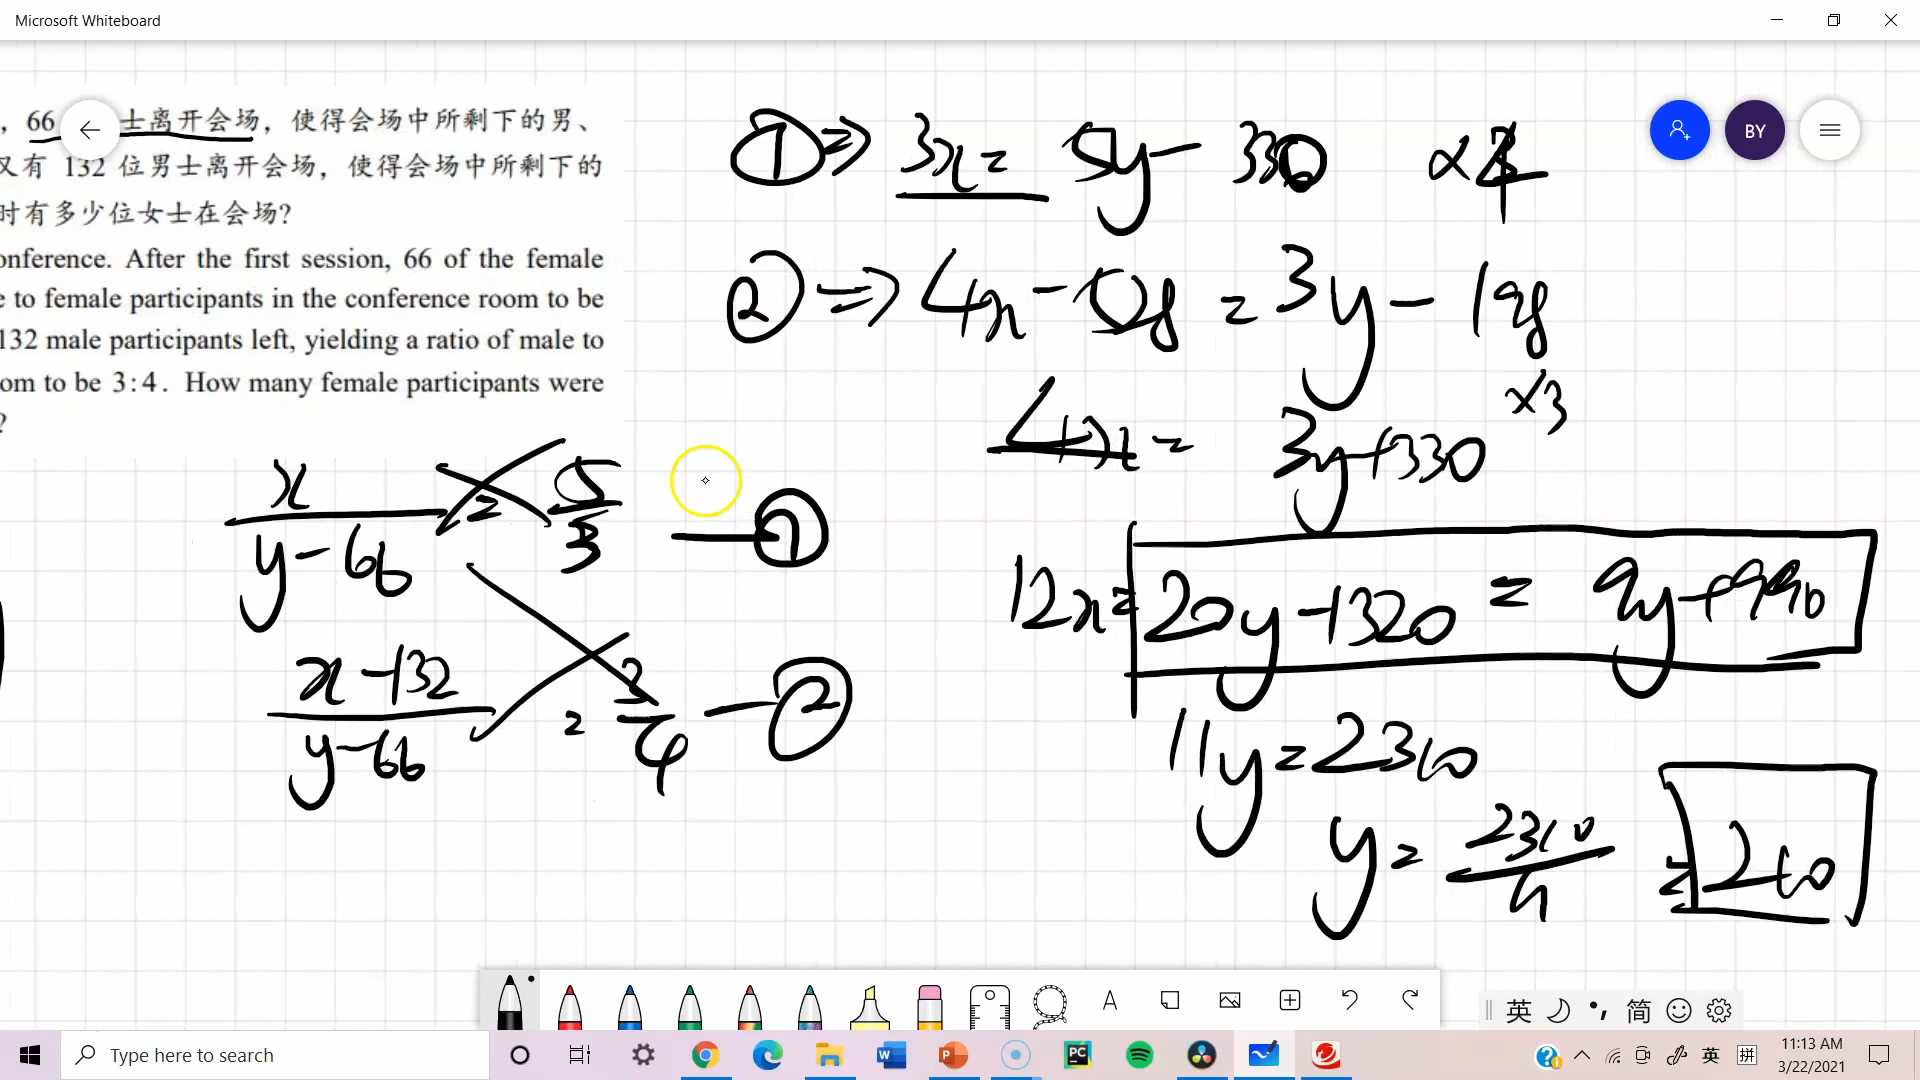 Microsoft Whiteboard
, 66 士离开会场, 使得会场中所剩下的男、
又有 132 位男士离开会场, 使得会场中所剩下的
时有多少位女士在会场?
onference. After the first session, 66 of the female
e to female participants in the conference room to be
132 male participants left, yielding a ratio of male to
om to be 3:4. How many female participants were
?
x/(y-66) = 5/3 — ①
(x-132)/(y-66) = 3/4 — ②
① ⇒ 3x = 5y - 330 ×4
② ⇒ 4x - 528 = 3y - 198
×3
4x = 3y + 330
12x = 20y - 1320 = 9y + 990
11y = 2310
y = 2310/11 = 210
BY
A
英 简
Type here to search
W
P
PC
英 拼
11:13 AM
3/22/2021